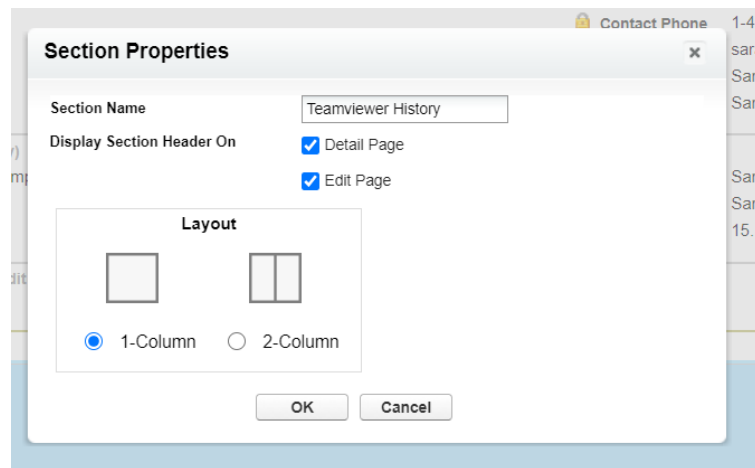 Contact Phone 1-4
Section Properties
sar
Sar
Section Name Teamviewer History
Sar
Display Section Header On Detail Page
Edit Page
Sar
Layout
Sar
15.
1-Column 2-Column
OK Cancel